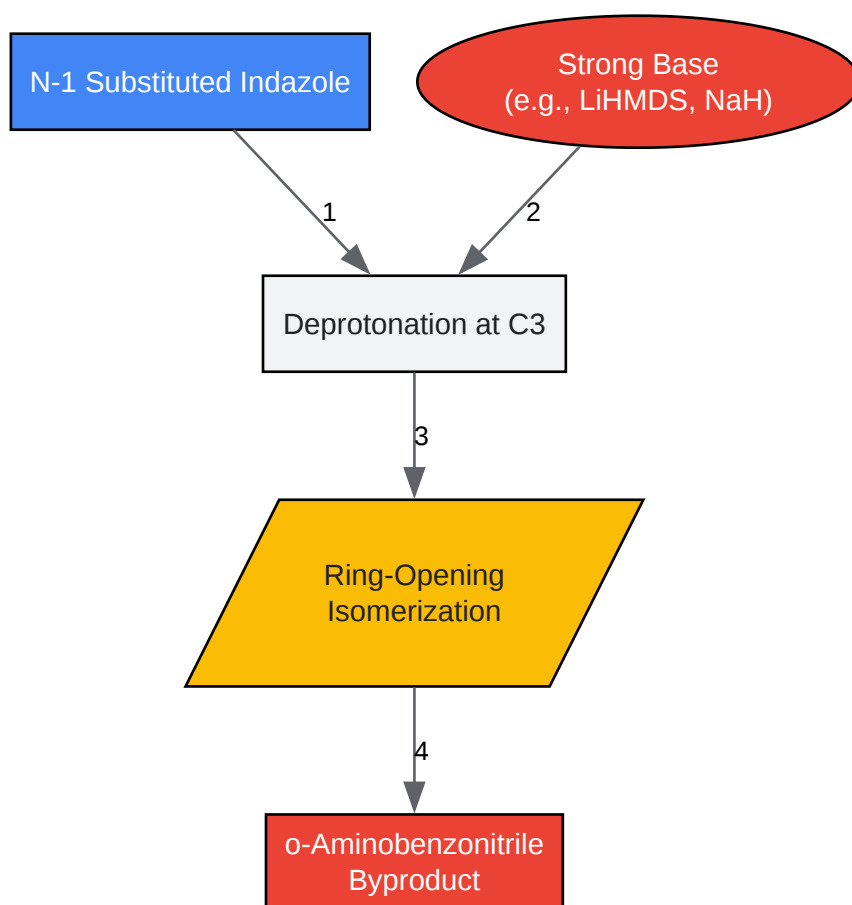 N-1 Substituted Indazole
Strong Base
(e.g., LiHMDS, NaH)
1
2
Deprotonation at C3
3
Ring-Opening
Isomerization
4
o-Aminobenzonitrile
Byproduct